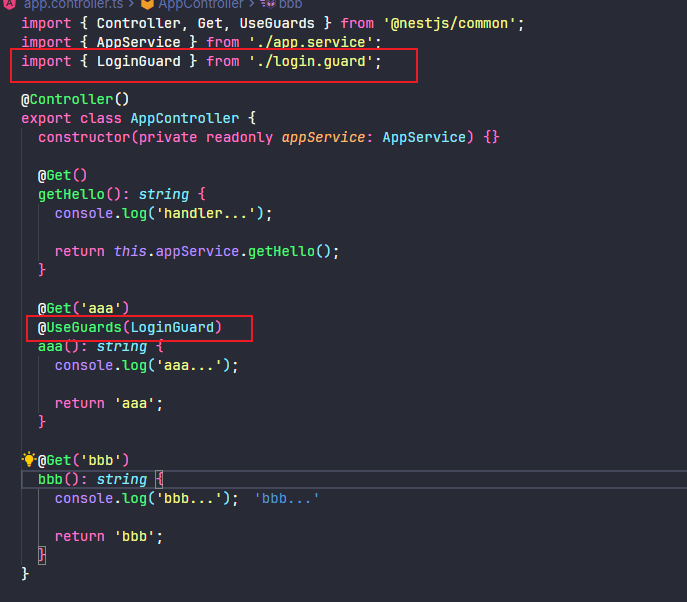 app.controller.ts > AppController > bbb
import { Controller, Get, UseGuards } from '@nestjs/common';
import { AppService } from './app.service';
import { LoginGuard } from './login.guard';
@Controller()
export class AppController {
constructor(private readonly appService: AppService) {}
@Get()
getHello(): string {
console.log('handler...');
return this.appService.getHello();
}
@Get('aaa')
@UseGuards(LoginGuard)
aaa(): string {
console.log('aaa...');
return 'aaa';
}
@Get('bbb')
bbb(): string {
console.log('bbb...'); 'bbb...'
return 'bbb';
}
}